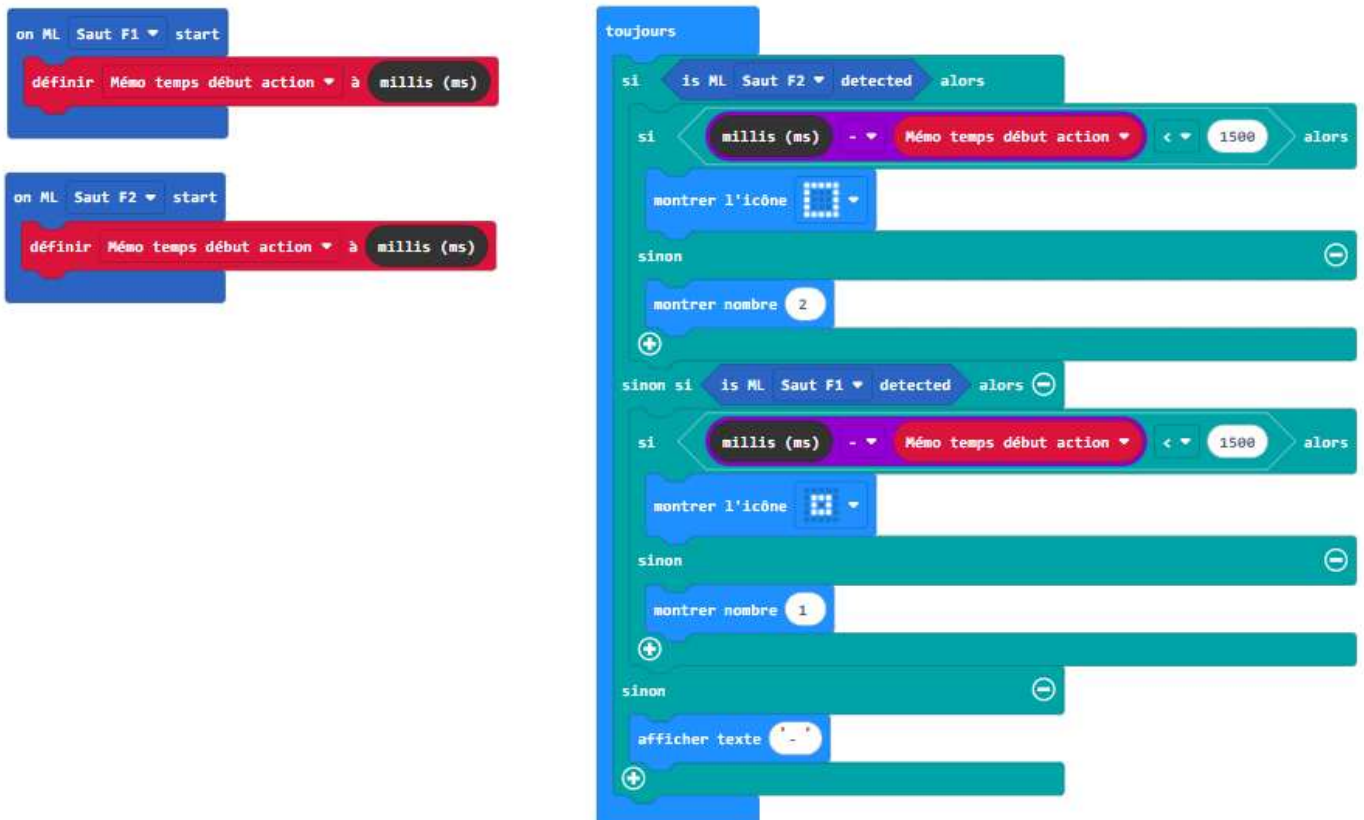 on ML Saut F1 start
définir Mémo temps début action à millis (ms)
on ML Saut F2 start
définir Mémo temps début action à millis (ms)
toujours
si is ML Saut F2 detected alors
si millis (ms) - Mémo temps début action < 1500 alors
montrer l'icône
sinon
montrer nombre 2
sinon si is ML Saut F1 detected alors
si millis (ms) - Mémo temps début action < 1500 alors
montrer l'icône
sinon
montrer nombre 1
sinon
afficher texte "-"